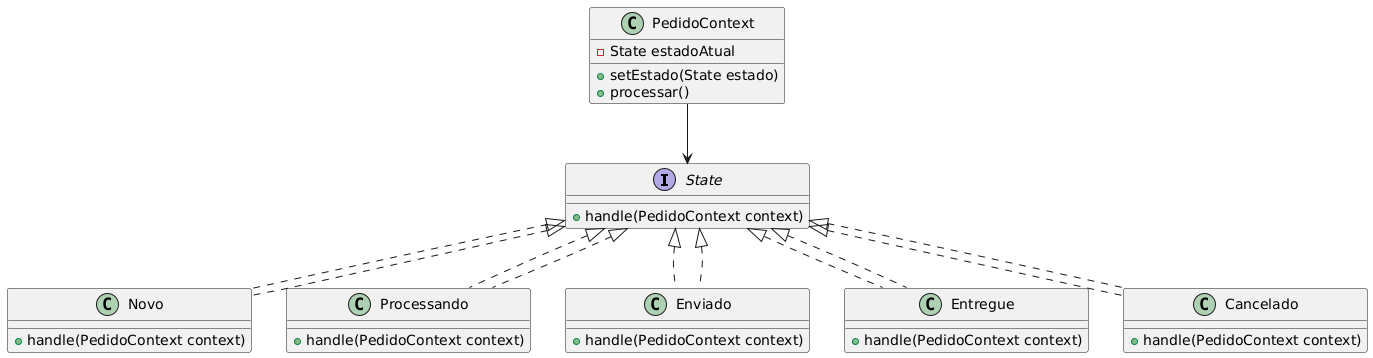 C PedidoContext
State estadoAtual
setEstado(State estado)
processar()
I State
handle(PedidoContext context)
C Novo
C Processando
C Enviado
C Entregue
C Cancelado
handle(PedidoContext context)
handle(PedidoContext context)
handle(PedidoContext context)
handle(PedidoContext context)
handle(PedidoContext context)